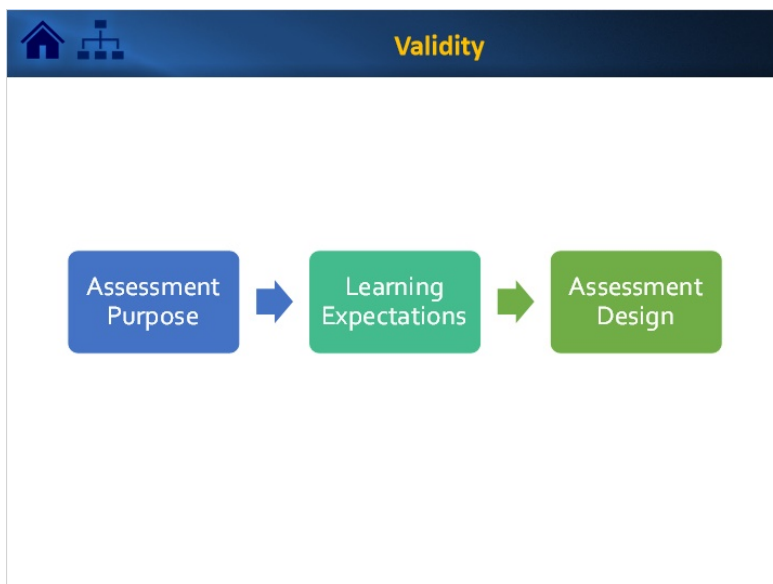 Validity
Assessment
Purpose
Learning
Expectations
Assessment
Design